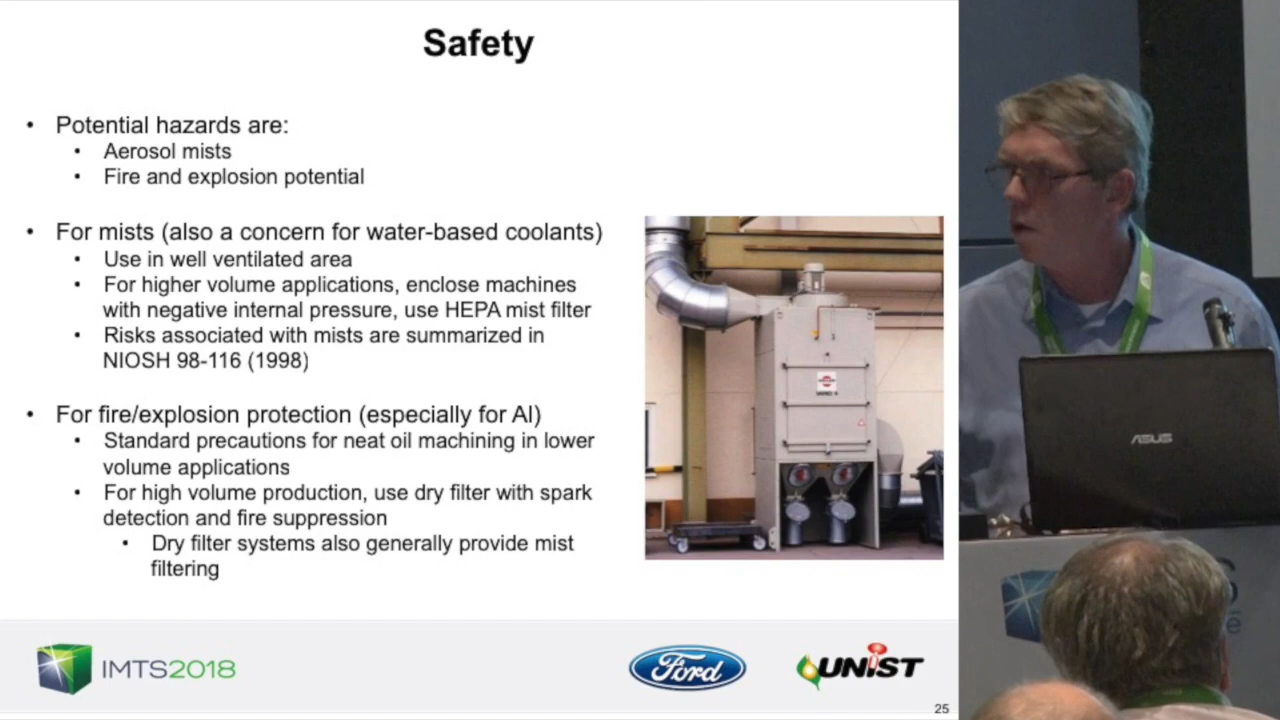 Safety
• Potential hazards are:
• Aerosol mists
• Fire and explosion potential
• For mists (also a concern for water-based coolants)
• Use in well ventilated area
• For higher volume applications, enclose machines
with negative internal pressure, use HEPA mist filter
• Risks associated with mists are summarized in
NIOSH 98-116 (1998)
• For fire/explosion protection (especially for Al)
• Standard precautions for neat oil machining in lower
volume applications
• For high volume production, use dry filter with spark
detection and fire suppression
• Dry filter systems also generally provide mist
filtering
IMTS2018
Ford
UNIST
25
ASUS